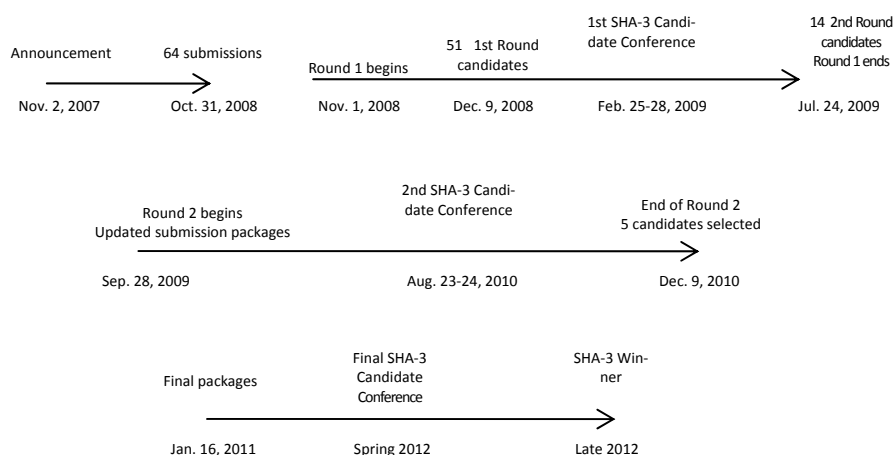 Announcement
64 submissions
Round 1 begins
51 1st Round
candidates
1st SHA-3 Candi-
date Conference
14 2nd Round
candidates
Round 1 ends
Nov. 2, 2007
Oct. 31, 2008
Nov. 1, 2008
Dec. 9, 2008
Feb. 25-28, 2009
Jul. 24, 2009
Round 2 begins
Updated submission packages
2nd SHA-3 Candi-
date Conference
End of Round 2
5 candidates selected
Sep. 28, 2009
Aug. 23-24, 2010
Dec. 9, 2010
Final packages
Final SHA-3
Candidate
Conference
SHA-3 Win-
ner
Jan. 16, 2011
Spring 2012
Late 2012